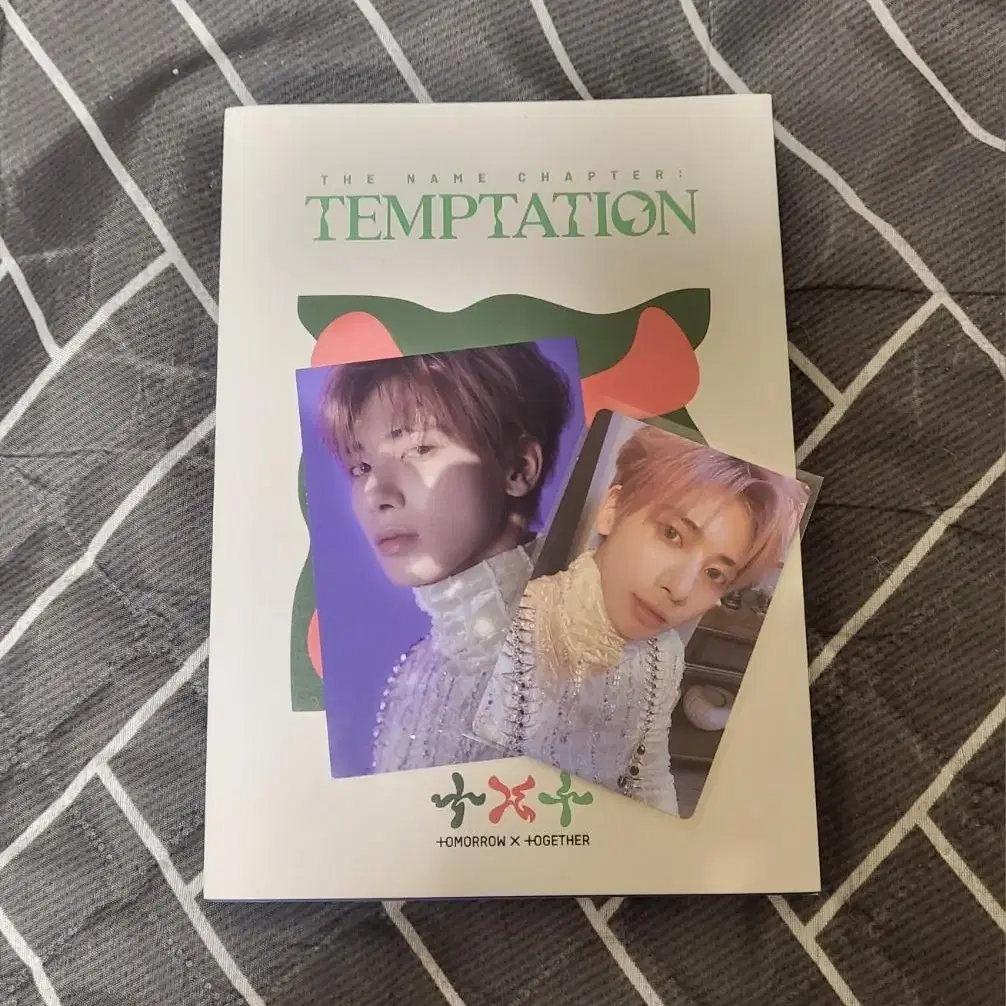 THE NAME CHAPTER:
TEMPTATION
TOMORROW X TOGETHER